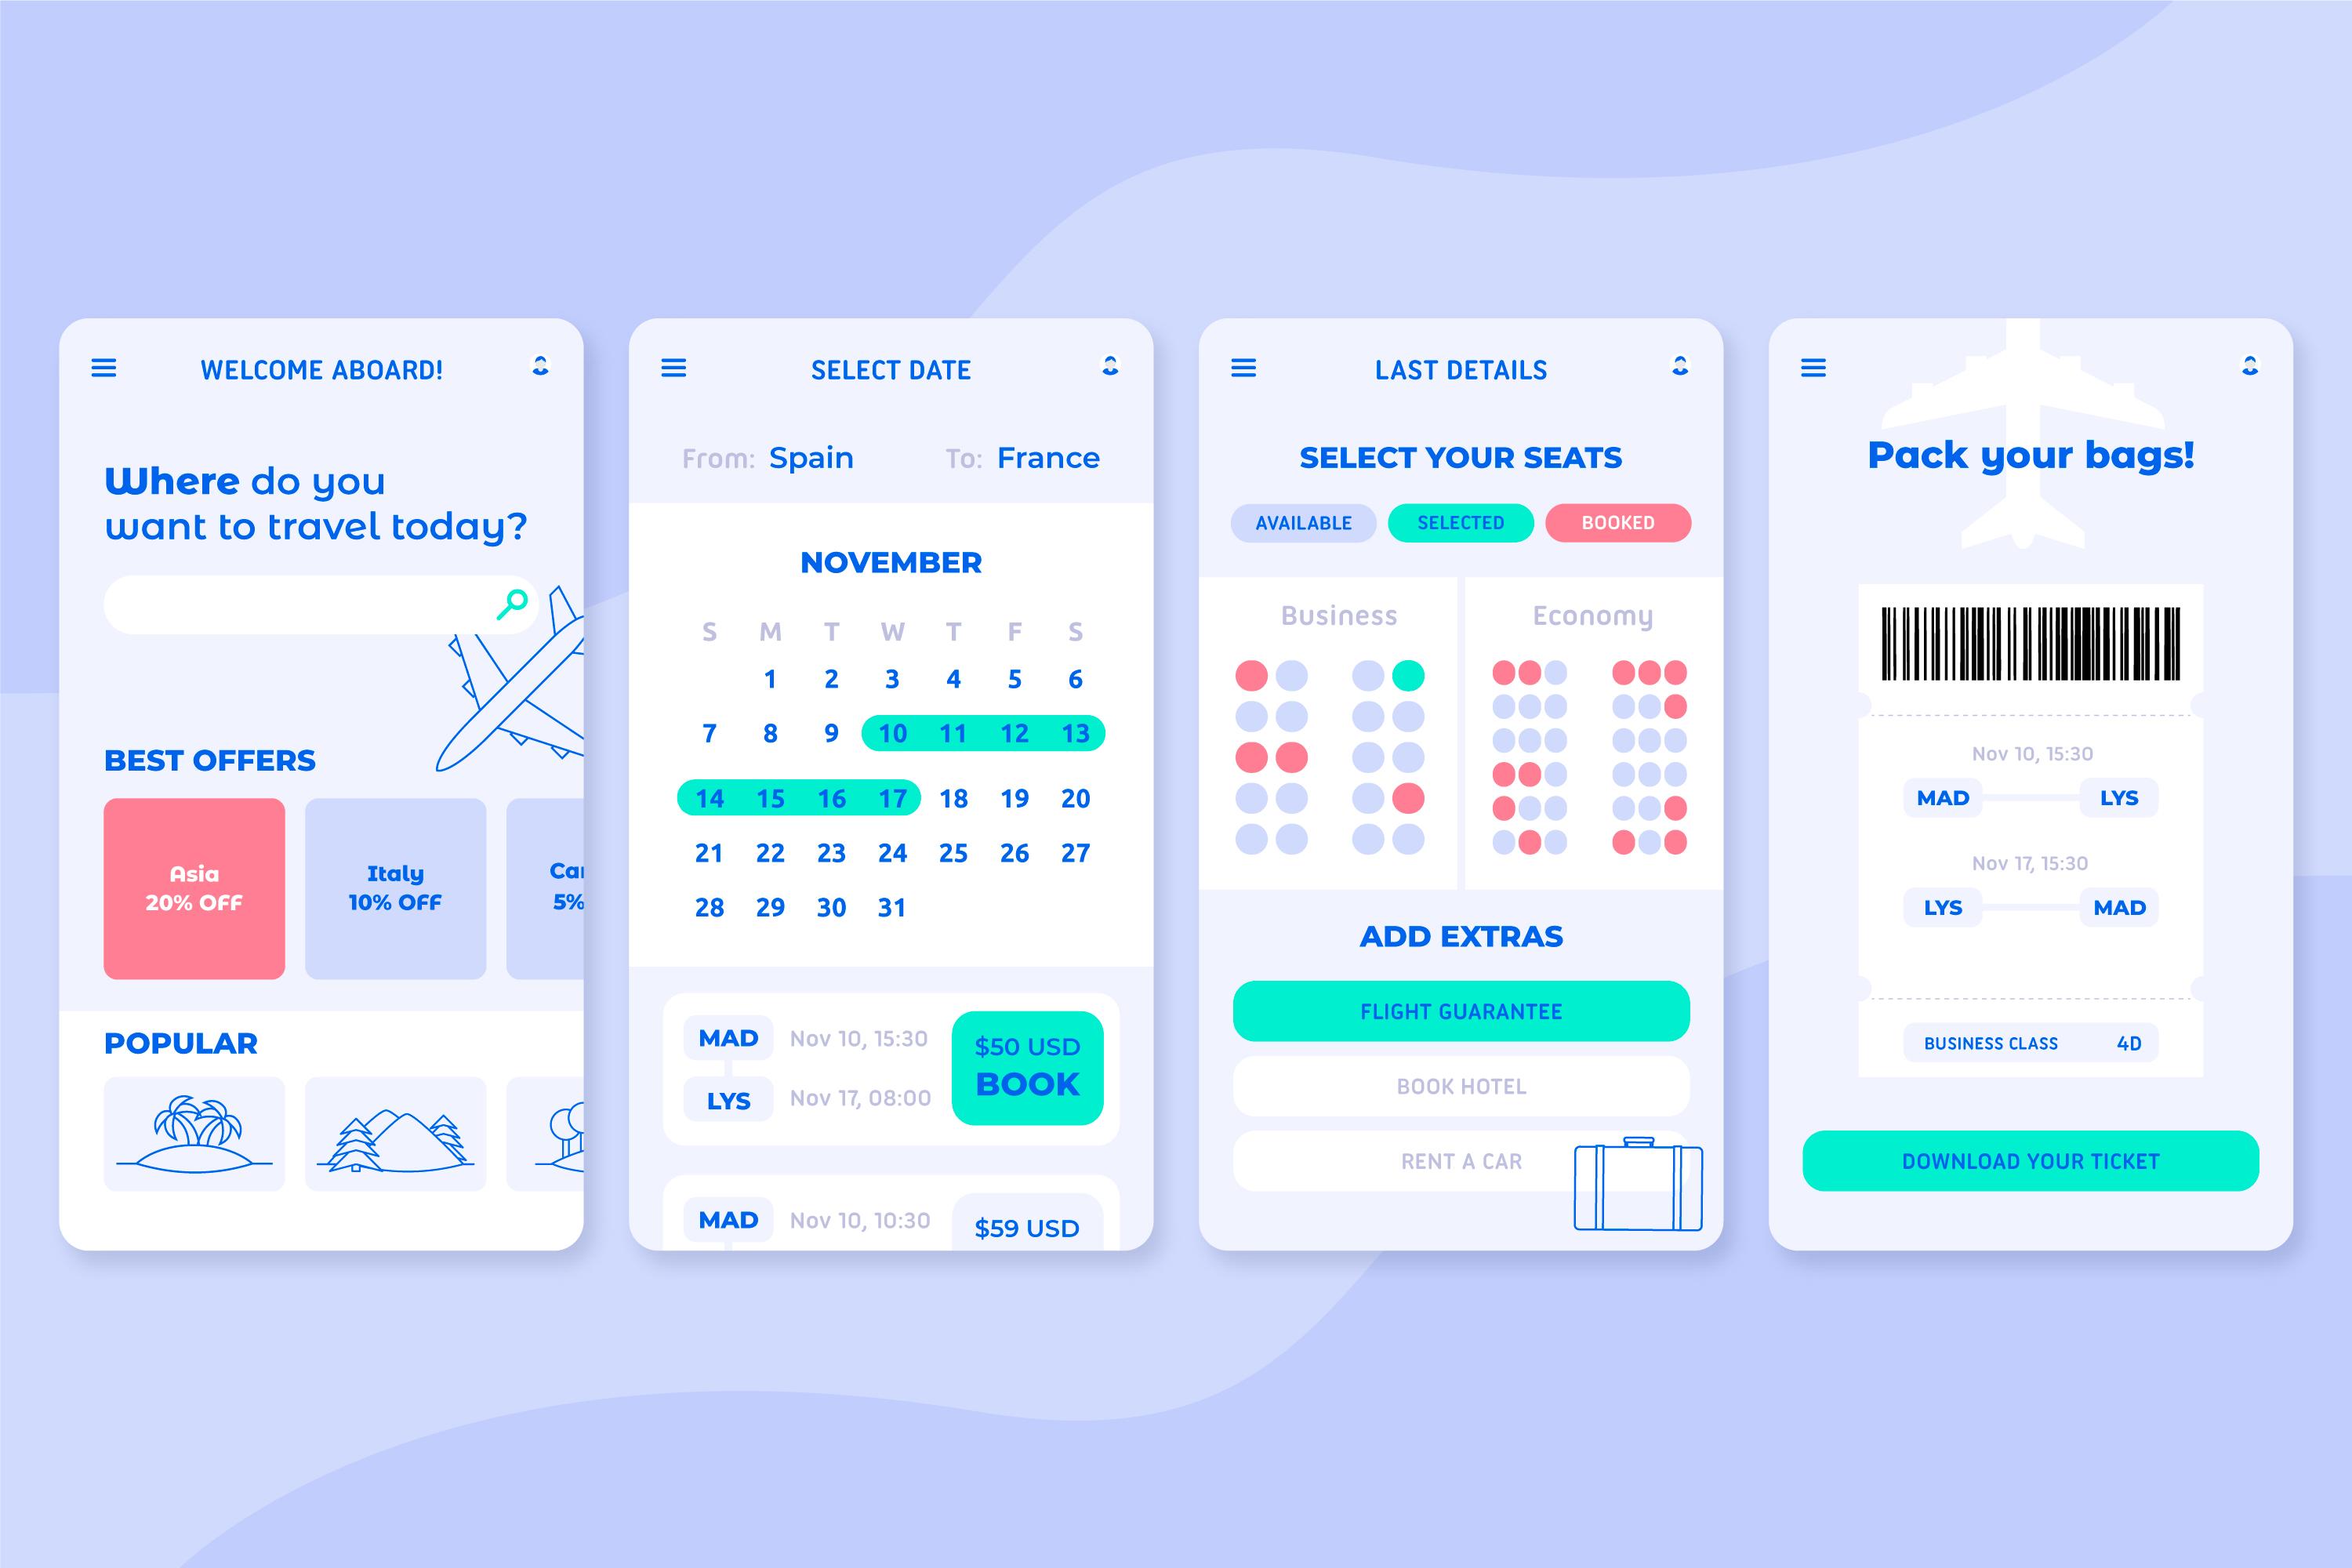 WELCOME ABOARD!
Where do you
want to travel today?
BEST OFFERS
Asia
20% OFF
Italy
10% OFF
5%
POPULAR
SELECT DATE
From: Spain To: France
NOVEMBER
S M T W T F S
1 2 3 4 5 6
7 8 9 10 11 12 13
14 15 16 17 18 19 20
21 22 23 24 25 26 27
28 29 30 31
MAD Nov 10, 15:30
LYS Nov 17, 08:00
$50 USD
BOOK
MAD Nov 10, 10:30
$59 USD
LAST DETAILS
SELECT YOUR SEATS
AVAILABLE SELECTED BOOKED
Business Economy
ADD EXTRAS
FLIGHT GUARANTEE
BOOK HOTEL
RENT A CAR
Pack your bags!
Nov 10, 15:30
MAD LYS
Nov 17, 15:30
LYS MAD
BUSINESS CLASS 4D
DOWNLOAD YOUR TICKET